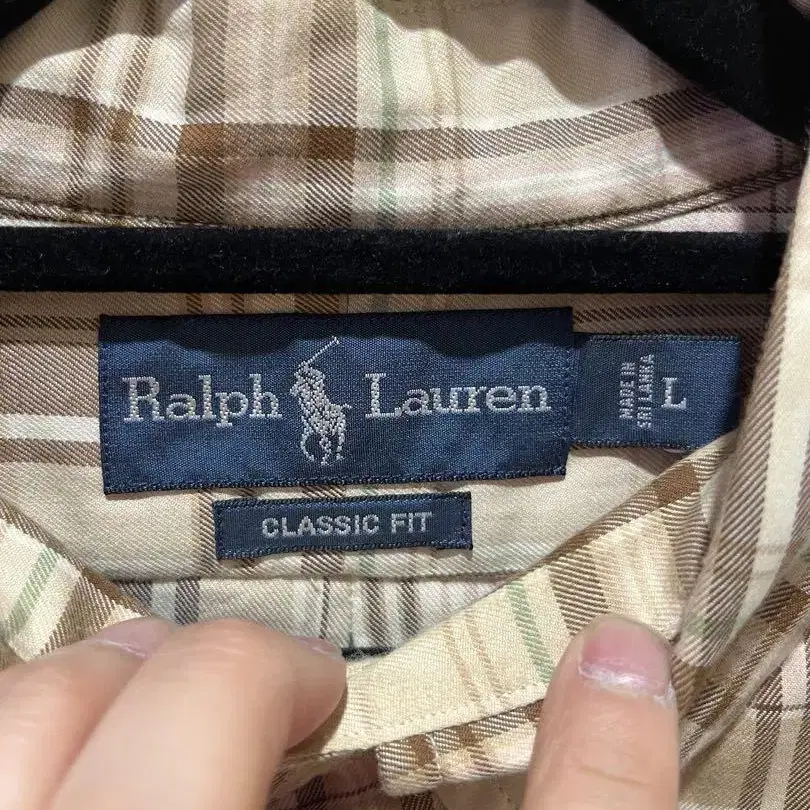 Ralph Lauren
MADE IN
SRI LANKA
L
CLASSIC FIT